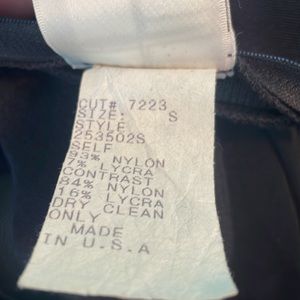 CUT# 7223
SIZE: S
STYLE
253502S
SELF
93% NYLON
7% LYCRA
CONTRAST
84% NYLON
16% LYCRA
DRY CLEAN
ONLY
MADE
IN U.S.A